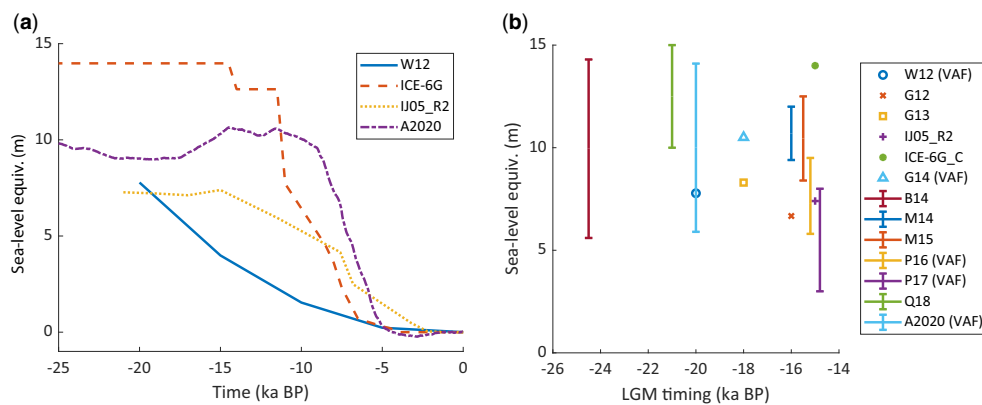 (a)
15
10
5
0
Sea-level equiv. (m)
-25 -20 -15 -10 -5 0
Time (ka BP)
W12
ICE-6G
IJ05_R2
A2020
(b)
15
10
5
0
Sea-level equiv. (m)
-26 -24 -22 -20 -18 -16 -14
LGM timing (ka BP)
W12 (VAF)
G12
G13
IJ05_R2
ICE-6G_C
G14 (VAF)
B14
M14
M15
P16 (VAF)
P17 (VAF)
Q18
A2020 (VAF)